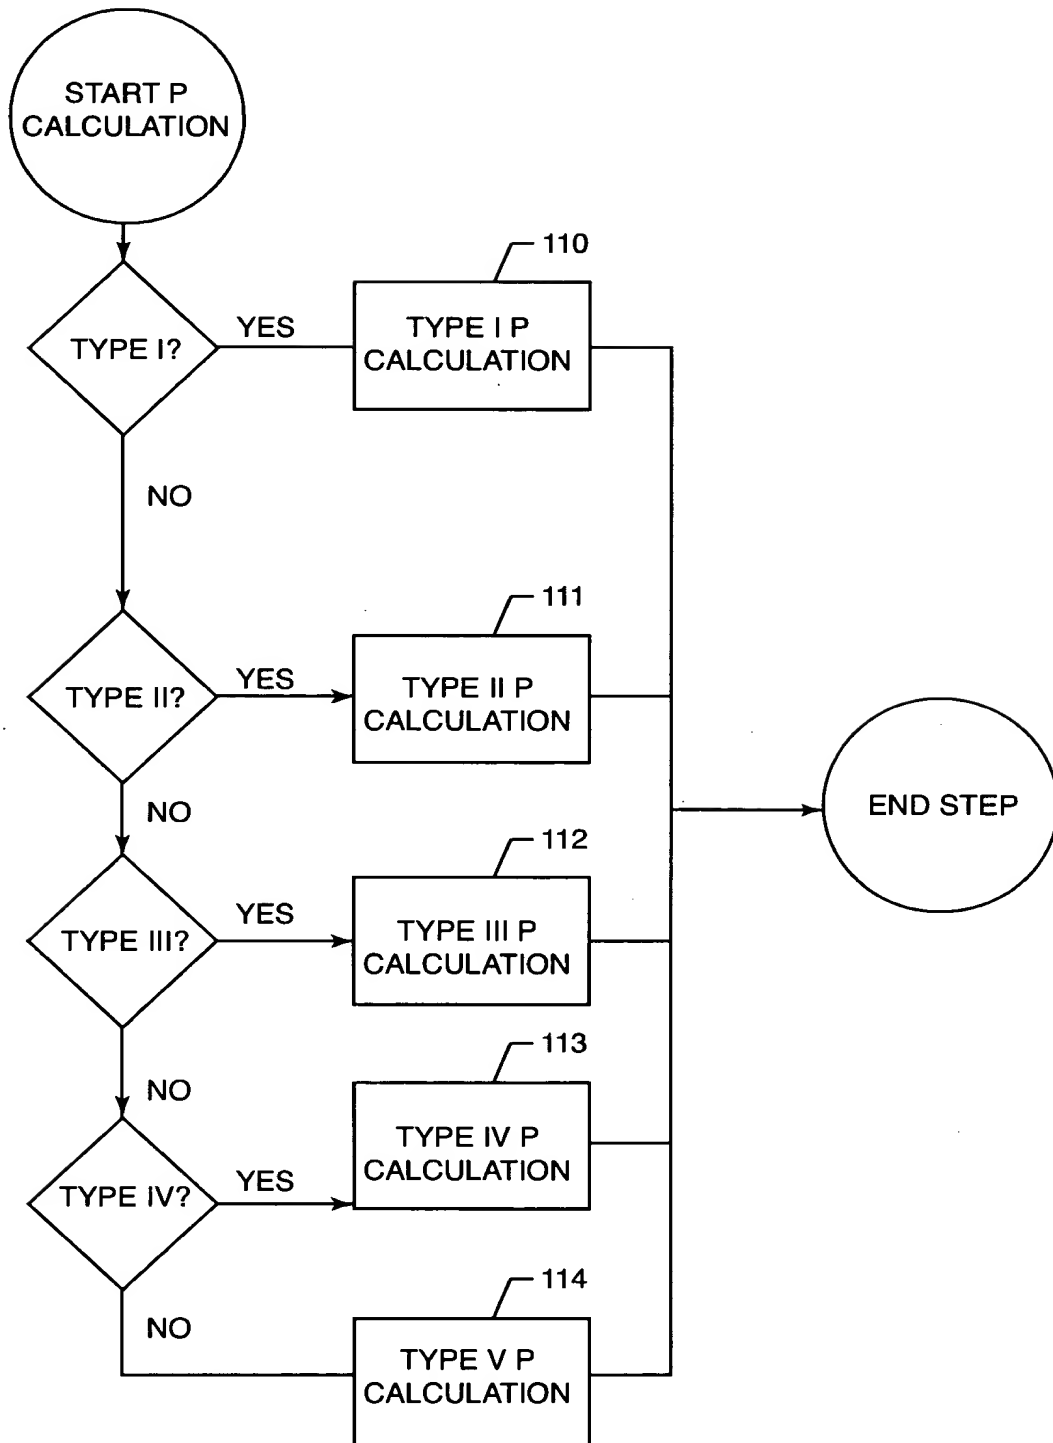 START P
CALCULATION
110
TYPE I?
YES
TYPE I P
CALCULATION
NO
111
TYPE II?
YES
TYPE II P
CALCULATION
NO
END STEP
112
TYPE III?
YES
TYPE III P
CALCULATION
NO
113
TYPE IV?
YES
TYPE IV P
CALCULATION
NO
114
TYPE V P
CALCULATION